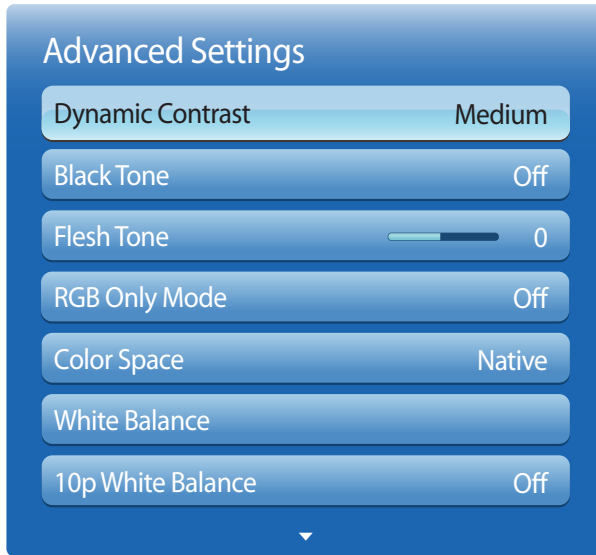 Advanced Settings
Dynamic Contrast Medium
Black Tone Off
Flesh Tone 0
RGB Only Mode Off
Color Space Native
White Balance
10p White Balance Off